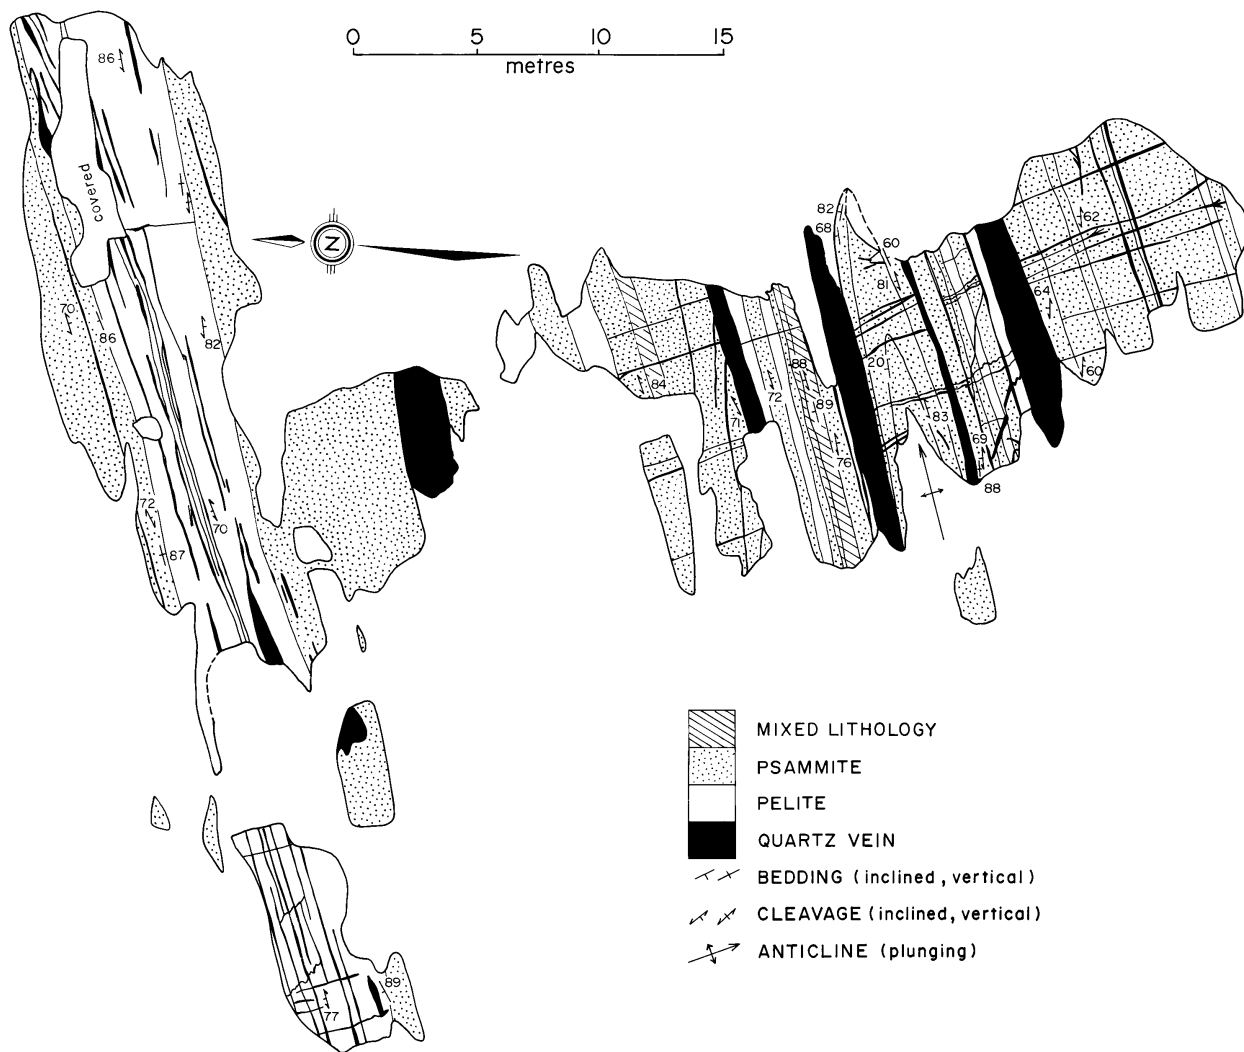 0 5 10 15
metres
86
covered
N
82
68
60
62
81
64
70
86
82
84
88
72
89
20
60
71
83
76
69
88
72
70
87
MIXED LITHOLOGY
PSAMMITE
PELITE
QUARTZ VEIN
BEDDING (inclined, vertical)
CLEAVAGE (inclined, vertical)
ANTICLINE (plunging)
89
77